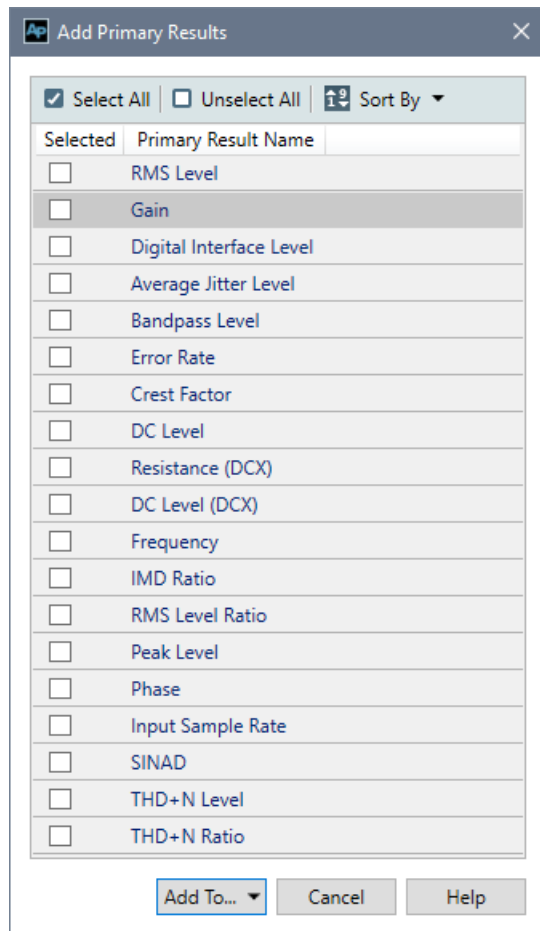 Ap Add Primary Results
Select All Unselect All Sort By
Selected Primary Result Name
RMS Level
Gain
Digital Interface Level
Average Jitter Level
Bandpass Level
Error Rate
Crest Factor
DC Level
Resistance (DCX)
DC Level (DCX)
Frequency
IMD Ratio
RMS Level Ratio
Peak Level
Phase
Input Sample Rate
SINAD
THD+N Level
THD+N Ratio
Add To... Cancel Help